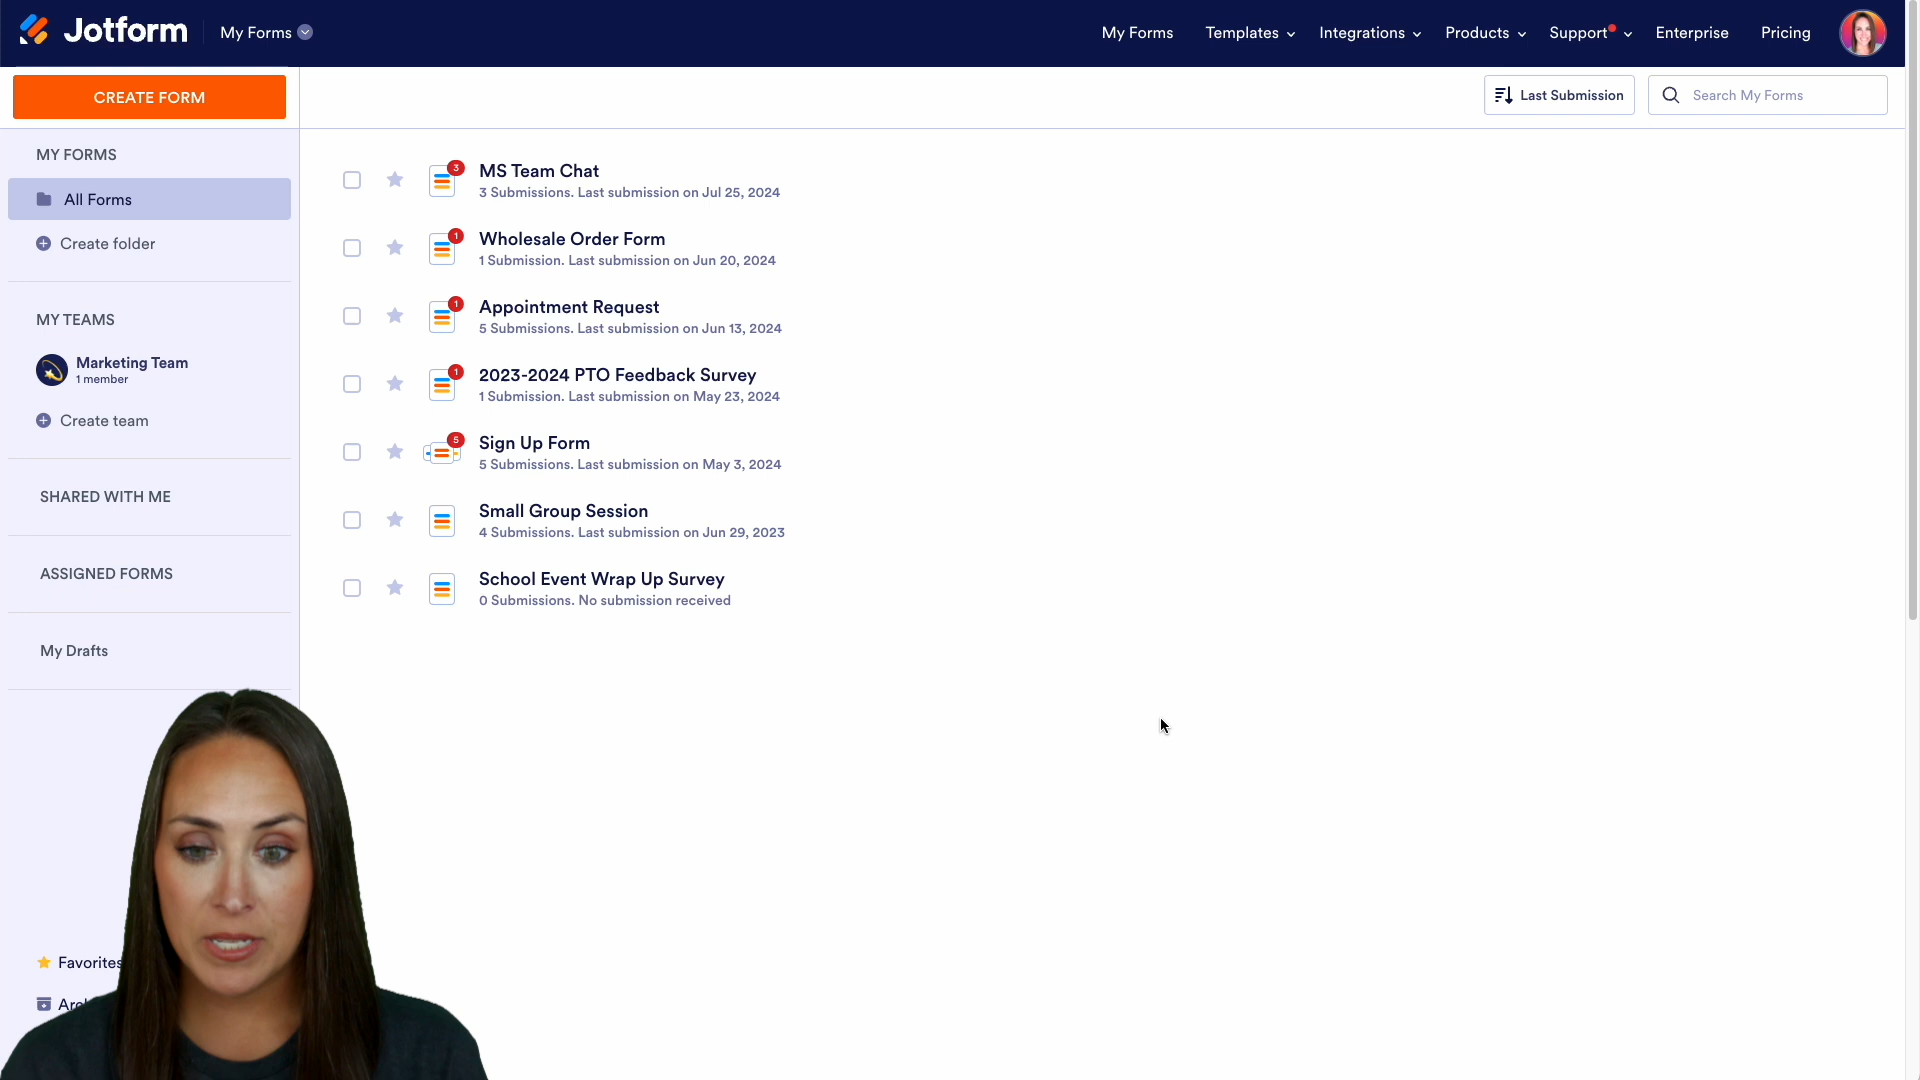 Jotform
My Forms
My Forms
Templates
Integrations
Products
Support
Enterprise
Pricing
CREATE FORM
Last Submission
Search My Forms
MY FORMS
All Forms
Create folder
MY TEAMS
Marketing Team
1 member
Create team
SHARED WITH ME
ASSIGNED FORMS
My Drafts
Favorites
3
MS Team Chat
3 Submissions. Last submission on Jul 25, 2024
1
Wholesale Order Form
1 Submission. Last submission on Jun 20, 2024
1
Appointment Request
5 Submissions. Last submission on Jun 13, 2024
1
2023-2024 PTO Feedback Survey
1 Submission. Last submission on May 23, 2024
5
Sign Up Form
5 Submissions. Last submission on May 3, 2024
Small Group Session
4 Submissions. Last submission on Jun 29, 2023
School Event Wrap Up Survey
0 Submissions. No submission received